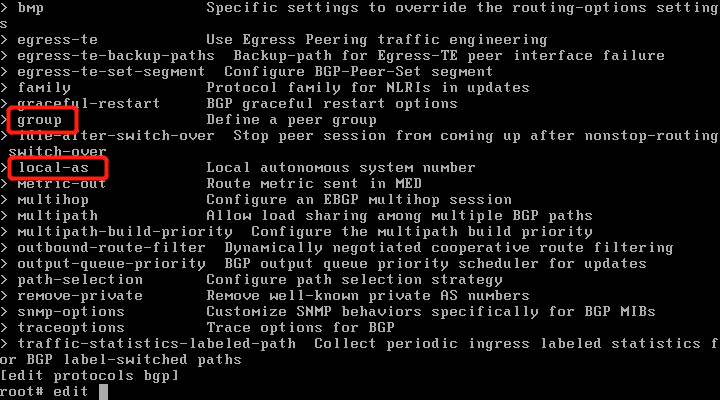 > bmp                  Specific settings to override the routing-options setting
s
> egress-te            Use Egress Peering traffic engineering
> egress-te-backup-paths  Backup-path for Egress-TE peer interface failure
> egress-te-set-segment  Configure BGP-Peer-Set segment
> family               Protocol family for NLRIs in updates
> graceful-restart     BGP graceful restart options
> group                Define a peer group
> idle-after-switch-over  Stop peer session from coming up after nonstop-routing
switch-over
> local-as             Local autonomous system number
> metric-out           Route metric sent in MED
> multihop             Configure an EBGP multihop session
> multipath            Allow load sharing among multiple BGP paths
> multipath-build-priority  Configure the multipath build priority
> outbound-route-filter  Dynamically negotiated cooperative route filtering
> output-queue-priority  BGP output queue priority scheduler for updates
> path-selection       Configure path selection strategy
> remove-private       Remove well-known private AS numbers
> snmp-options         Customize SNMP behaviors specifically for BGP MIBs
> traceoptions         Trace options for BGP
> traffic-statistics-labeled-path  Collect periodic ingress labeled statistics f
or BGP label-switched paths
[edit protocols bgp]
root# edit